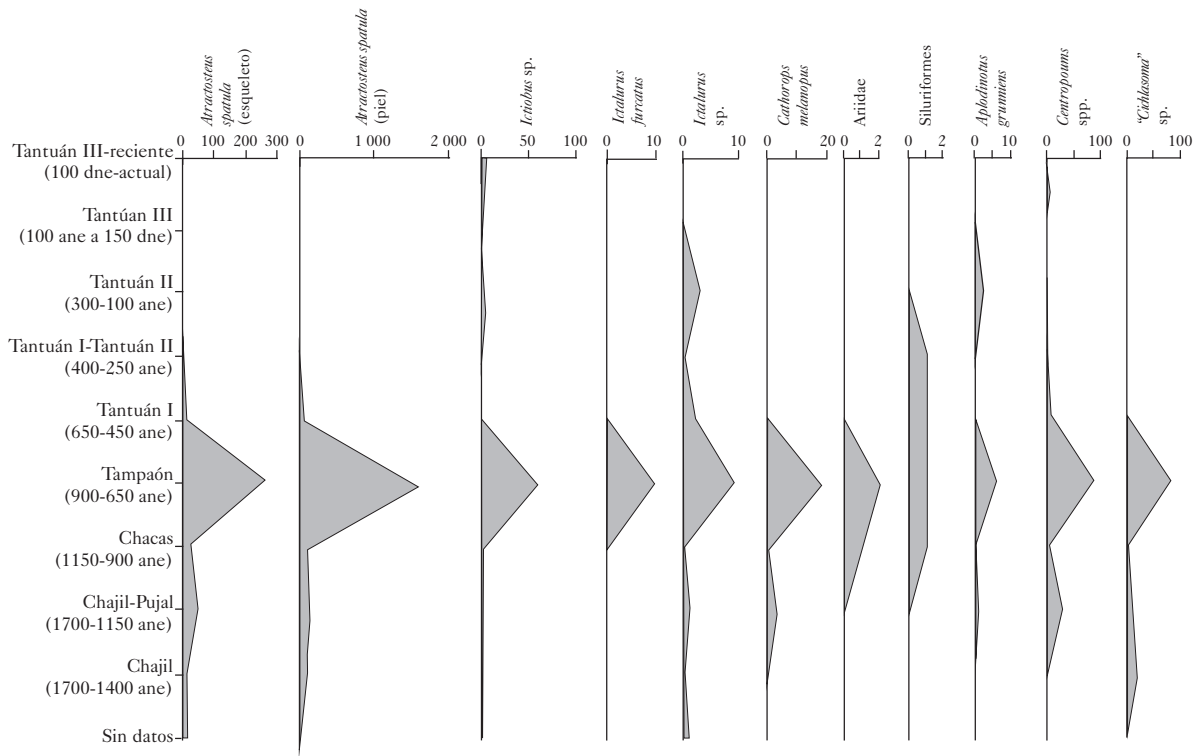 Atractosteus
spatula
(esqueleto)
Atractosteus spatula
(piel)
Ictiobus sp.
Ictalurus
furcatus
Ictalurus
sp.
Cathorops
melanopus
Ariidae
Siluriformes
Aplodinotus
grunniens
Centropoums
spp.
"Cichlasoma"
sp.
0 100 200 300
0 1 000 2 000
0 50 100
0 10
0 10
0 20
0 2
0 2
0 10
0 100
0 100
Tantuán III-reciente
(100 dne-actual)
Tantúan III
(100 ane a 150 dne)
Tantuán II
(300-100 ane)
Tantuán I-Tantuán II
(400-250 ane)
Tantuán I
(650-450 ane)
Tampaón
(900-650 ane)
Chacas
(1150-900 ane)
Chajil-Pujal
(1700-1150 ane)
Chajil
(1700-1400 ane)
Sin datos